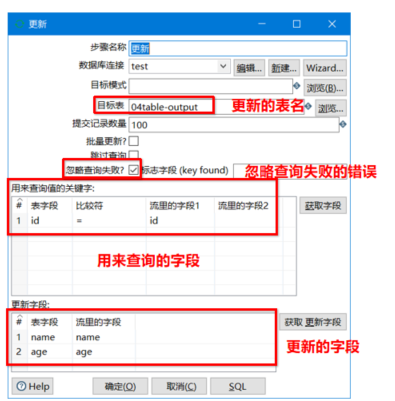 更新
步骤名称 更新
数据库连接 test 编辑... 新建... Wizard...
目标模式 浏览(B)...
目标表 04table-output 更新的表名 浏览...
提交记录数量 100
批量更新?
跳过查询
忽略查询失败? 标志字段 (key found) 忽略查询失败的错误
用来查询值的关键字:
# 表字段 比较符 流里的字段1 流里的字段2 获取字段
1 id = id
用来查询的字段
更新字段:
# 表字段 流里的字段 获取 更新字段
1 name name
2 age age
更新的字段
Help 确定(O) 取消(C) SQL